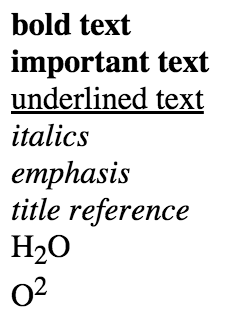 bold text
important text
underlined text
italics
emphasis
title reference
H₂O
O²